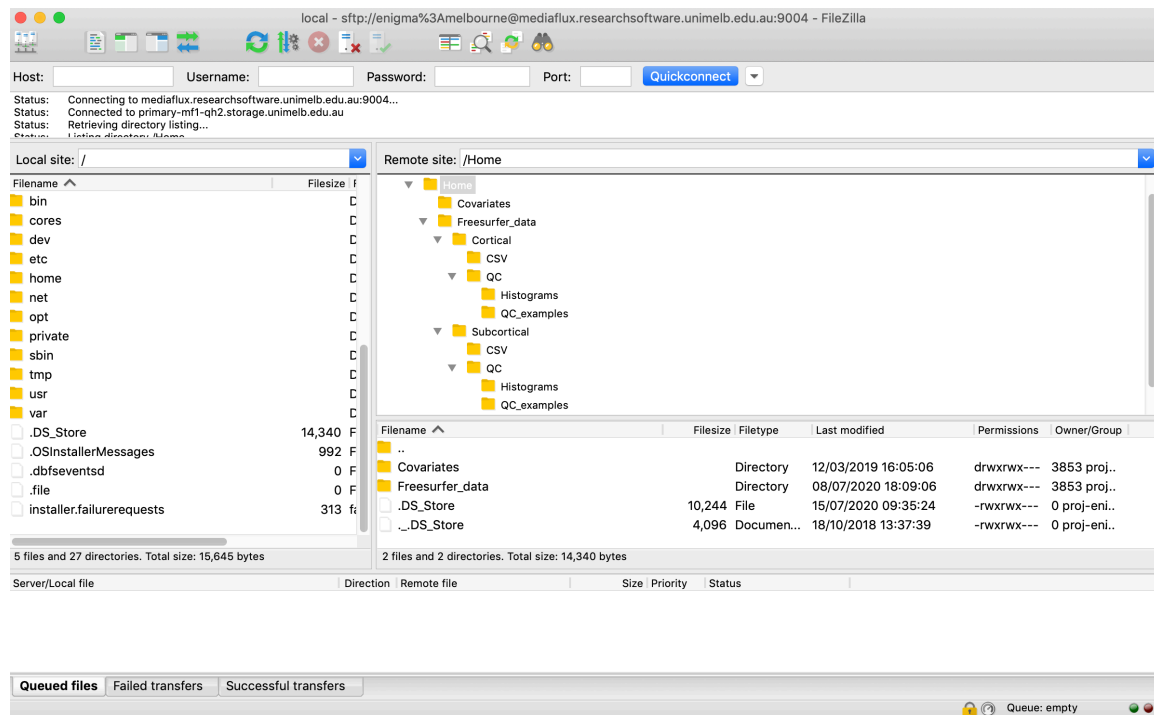 local - sftp://enigma%3Amelbourne@mediaflux.researchsoftware.unimelb.edu.au:9004 - FileZilla
Host: Username: Password: Port: Quickconnect
Status: Connecting to mediaflux.researchsoftware.unimelb.edu.au:9004...
Status: Connected to primary-mf1-qh2.storage.unimelb.edu.au
Status: Retrieving directory listing...
Status: Listing directory /Home
Local site: /
Filename Filesize F
bin D
cores D
dev D
etc D
home D
net D
opt D
private D
sbin D
tmp D
usr D
var D
.DS_Store 14,340 F
.OSInstallerMessages 992 F
.dbfseventsd 0 F
.file 0 F
installer.failurerequests 313 fa
5 files and 27 directories. Total size: 15,645 bytes
Remote site: /Home
Home
Covariates
Freesurfer_data
Cortical
CSV
QC
Histograms
QC_examples
Subcortical
CSV
QC
Histograms
QC_examples
Filename Filesize Filetype Last modified Permissions Owner/Group
..
Covariates Directory 12/03/2019 16:05:06 drwxrwx--- 3853 proj..
Freesurfer_data Directory 08/07/2020 18:09:06 drwxrwx--- 3853 proj..
.DS_Store 10,244 File 15/07/2020 09:35:24 -rwxrwx--- 0 proj-eni..
._.DS_Store 4,096 Documen... 18/10/2018 13:37:39 -rwxrwx--- 0 proj-eni..
2 files and 2 directories. Total size: 14,340 bytes
Server/Local file Direction Remote file Size Priority Status
Queued files Failed transfers Successful transfers
Queue: empty